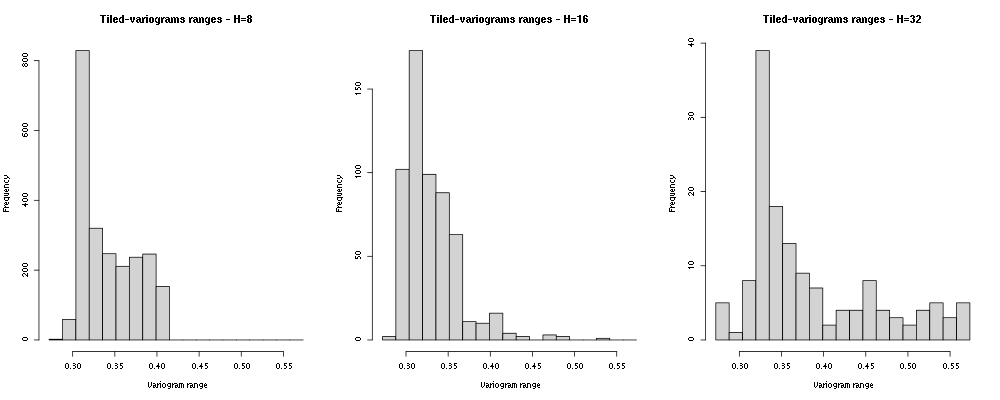 Tiled-variograms ranges - H=8
Frequency
0
200
400
600
800
0.30 0.35 0.40 0.45 0.50 0.55
Variogram range
Tiled-variograms ranges - H=16
Frequency
0
50
100
150
0.30 0.35 0.40 0.45 0.50 0.55
Variogram range
Tiled-variograms ranges - H=32
Frequency
0
10
20
30
40
0.30 0.35 0.40 0.45 0.50 0.55
Variogram range